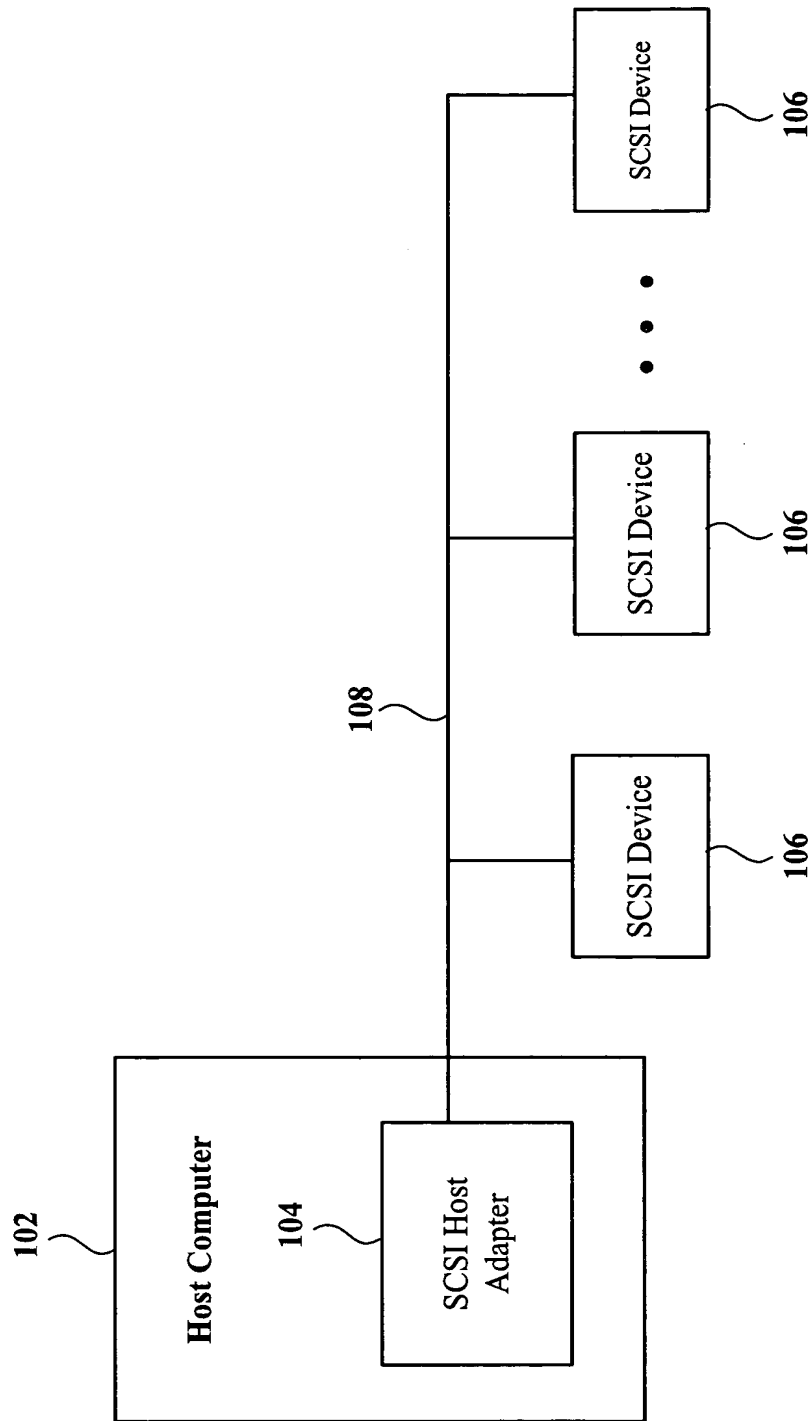 102
Host Computer
104
SCSI Host
Adapter
108
SCSI Device
106
SCSI Device
106
SCSI Device
106